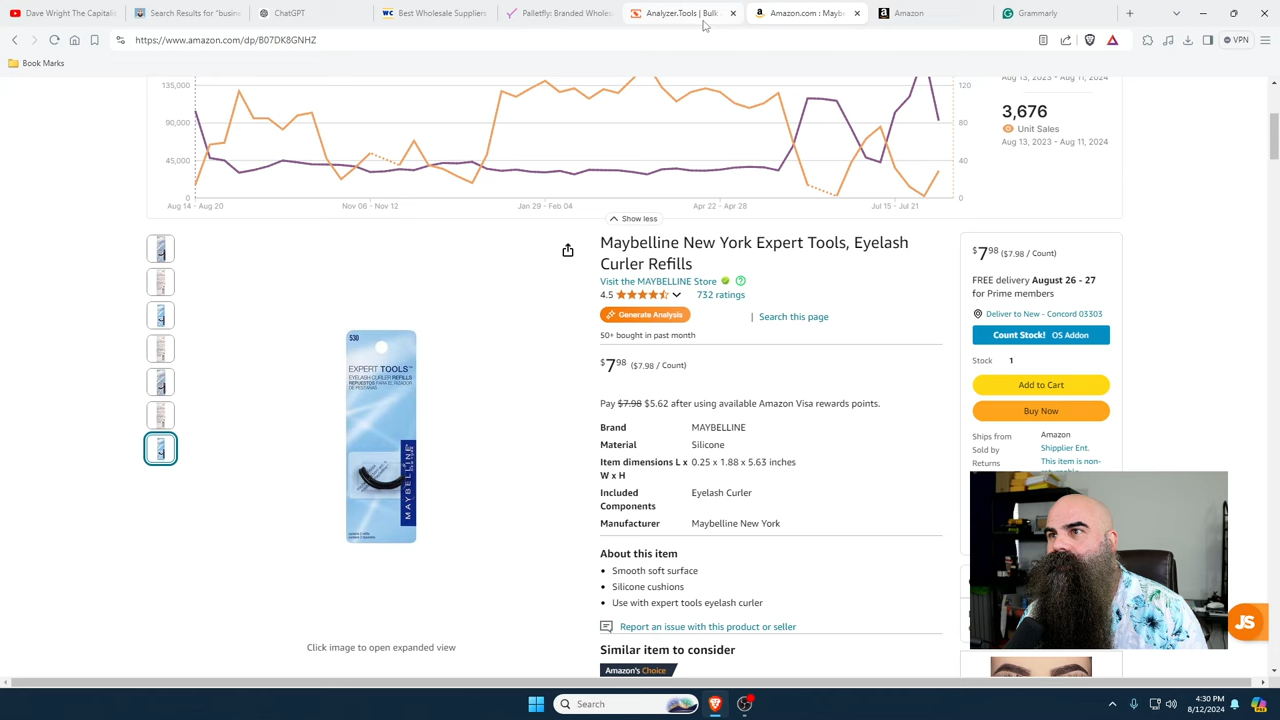 Dave Wright The Capitalist
Search Results for "busine
ChatGPT
Best Wholesale Suppliers
Palletfly: Branded Wholes
Analyzer.Tools | Bulk
Amazon.com : Maybe
Amazon
Grammarly
https://www.amazon.com/dp/B07DK8GNHZ
VPN
Book Marks
135,000
90,000
45,000
0
120
80
40
0
Aug 14 - Aug 20
Nov 06 - Nov 12
Jan 29 - Feb 04
Apr 22 - Apr 28
Jul 15 - Jul 21
Aug 13, 2023 - Aug 11, 2024
3,676
Unit Sales
Aug 13, 2023 - Aug 11, 2024
Show less
Maybelline New York Expert Tools, Eyelash
Curler Refills
Visit the MAYBELLINE Store
4.5
732 ratings
Generate Analysis
| Search this page
50+ bought in past month
$7.98 ($7.98 / Count)
Pay $7.98 $5.62 after using available Amazon Visa rewards points.
Brand MAYBELLINE
Material Silicone
Item dimensions L x 0.25 x 1.88 x 5.63 inches
W x H
Included Eyelash Curler
Components
Manufacturer Maybelline New York
About this item
• Smooth soft surface
• Silicone cushions
• Use with expert tools eyelash curler
Report an issue with this product or seller
Similar item to consider
Amazon's Choice
530
EXPERT TOOLS™
EYELASH CURLER REFILLS
MAYBELLINE
Click image to open expanded view
$7.98 ($7.98 / Count)
FREE delivery August 26 - 27
for Prime members
Deliver to New - Concord 03303
Count Stock! OS Addon
Stock 1
Add to Cart
Buy Now
Ships from Amazon
Sold by Shipplier Ent.
Returns This item is non-
returnable
JS
Search
4:30 PM
8/12/2024